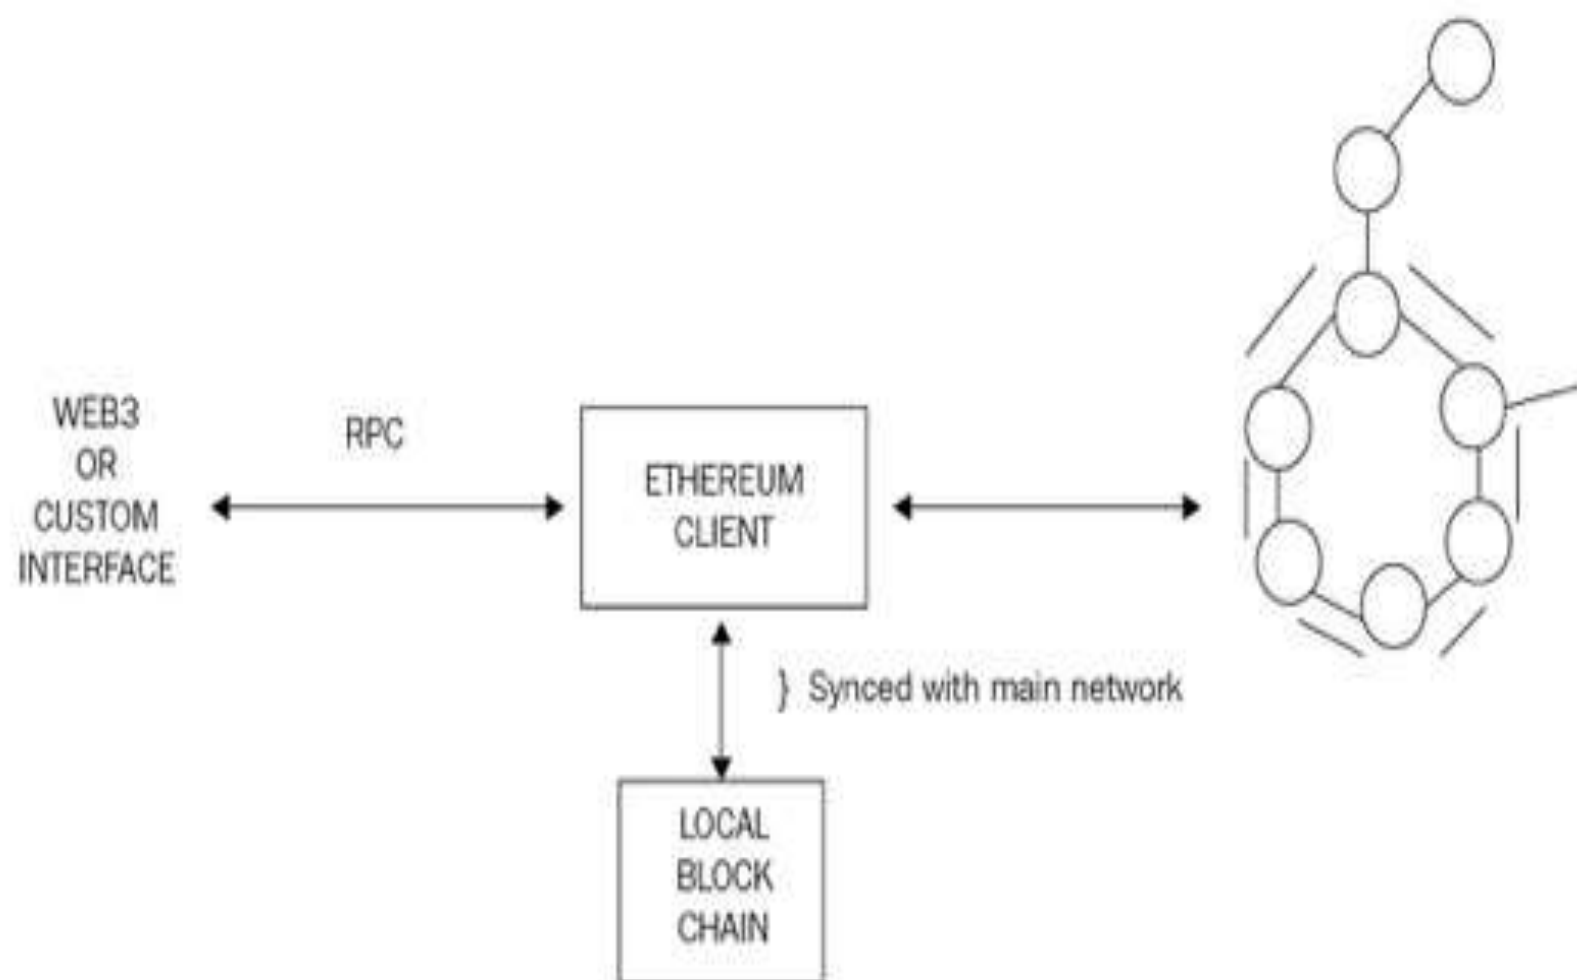 WEB3
OR
CUSTOM
INTERFACE
RPC
ETHEREUM
CLIENT
} Synced with main network
LOCAL
BLOCK
CHAIN